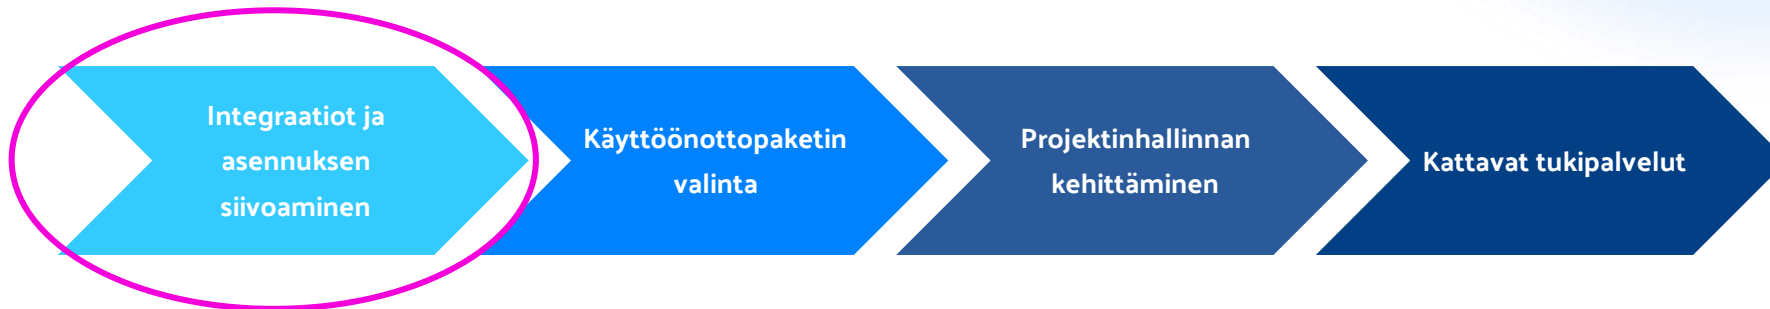 Integraatiot ja
asennuksen
siivoaminen
Käyttöönottopaketin
valinta
Projektinhallinnan
kehittäminen
Kattavat tukipalvelut